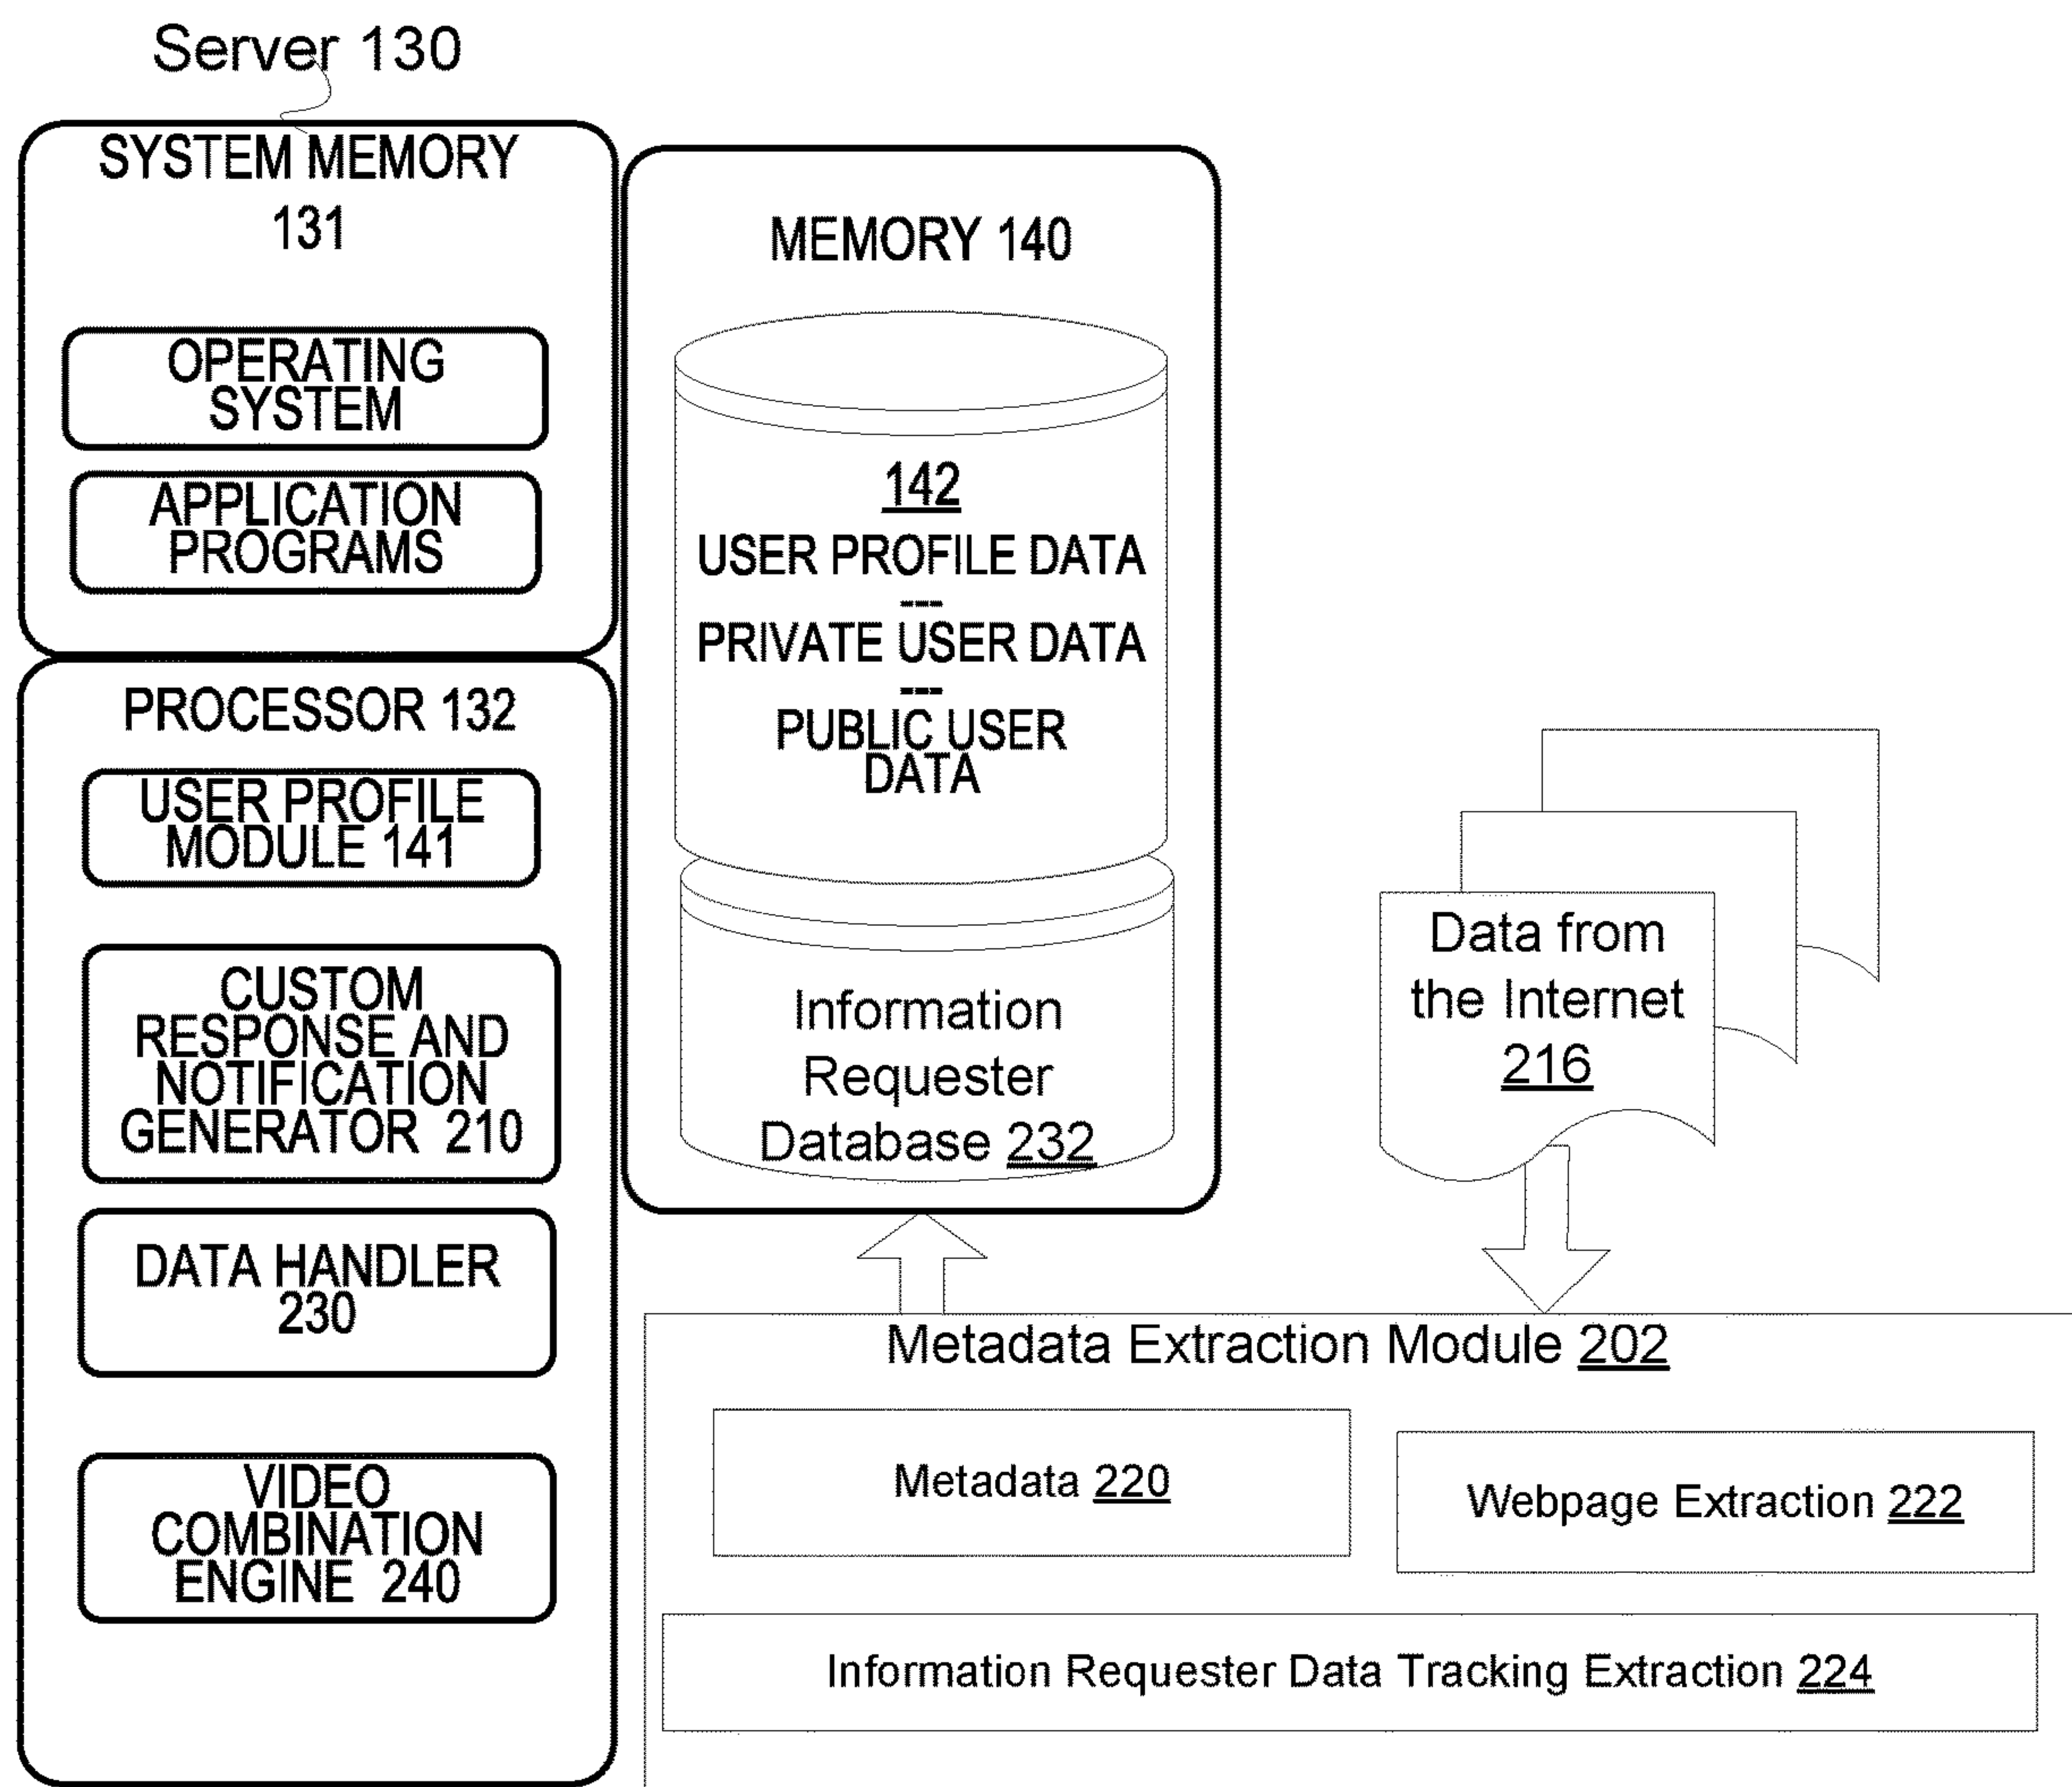 Server 130
SYSTEM MEMORY
131
OPERATING
SYSTEM
APPLICATION
PROGRAMS
PROCESSOR 132
USER PROFILE
MODULE 141
CUSTOM
RESPONSE AND
NOTIFICATION
GENERATOR 210
DATA HANDLER
230
VIDEO
COMBINATION
ENGINE 240
MEMORY 140
142
USER PROFILE DATA
---
PRIVATE USER DATA
---
PUBLIC USER
DATA
Information
Requester
Database 232
Data from
the Internet
216
Metadata Extraction Module 202
Metadata 220
Webpage Extraction 222
Information Requester Data Tracking Extraction 224